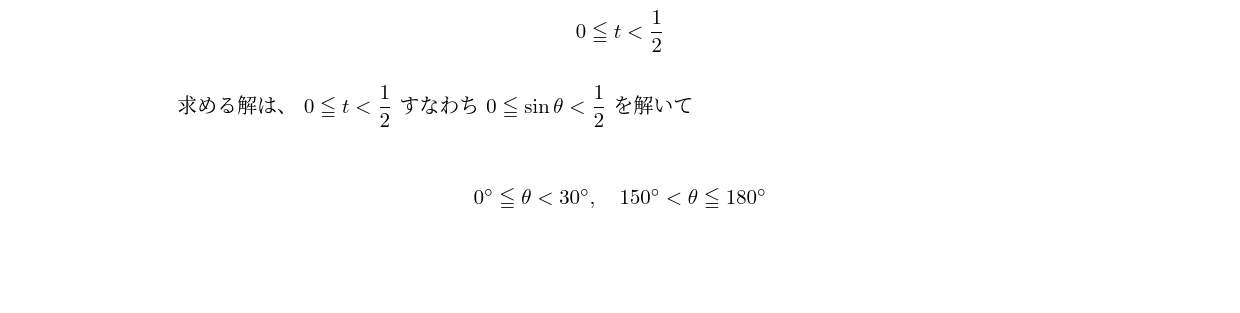 0 ≦ t < 1/2
求める解は、 0 ≦ t < 1/2 すなわち 0 ≦ sin θ < 1/2 を解いて
0° ≦ θ < 30°, 150° < θ ≦ 180°